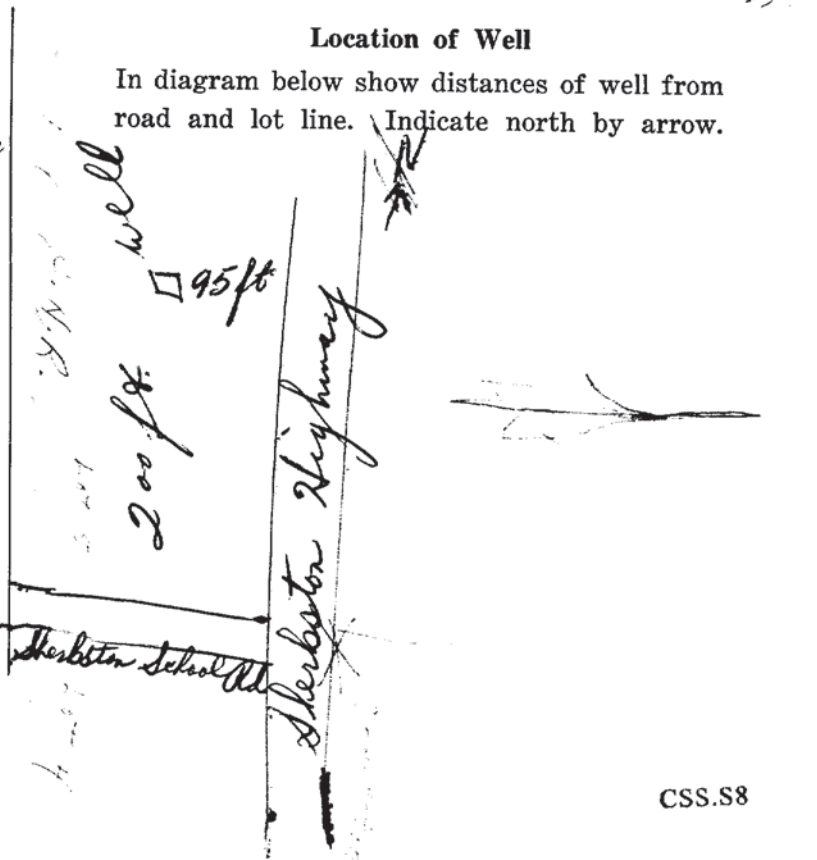 Location of Well
In diagram below show distances of well from
road and lot line. Indicate north by arrow.
N
well
95 ft
200 ft.
Sherkston Highway
Sherkston School Rd
CSS.S8